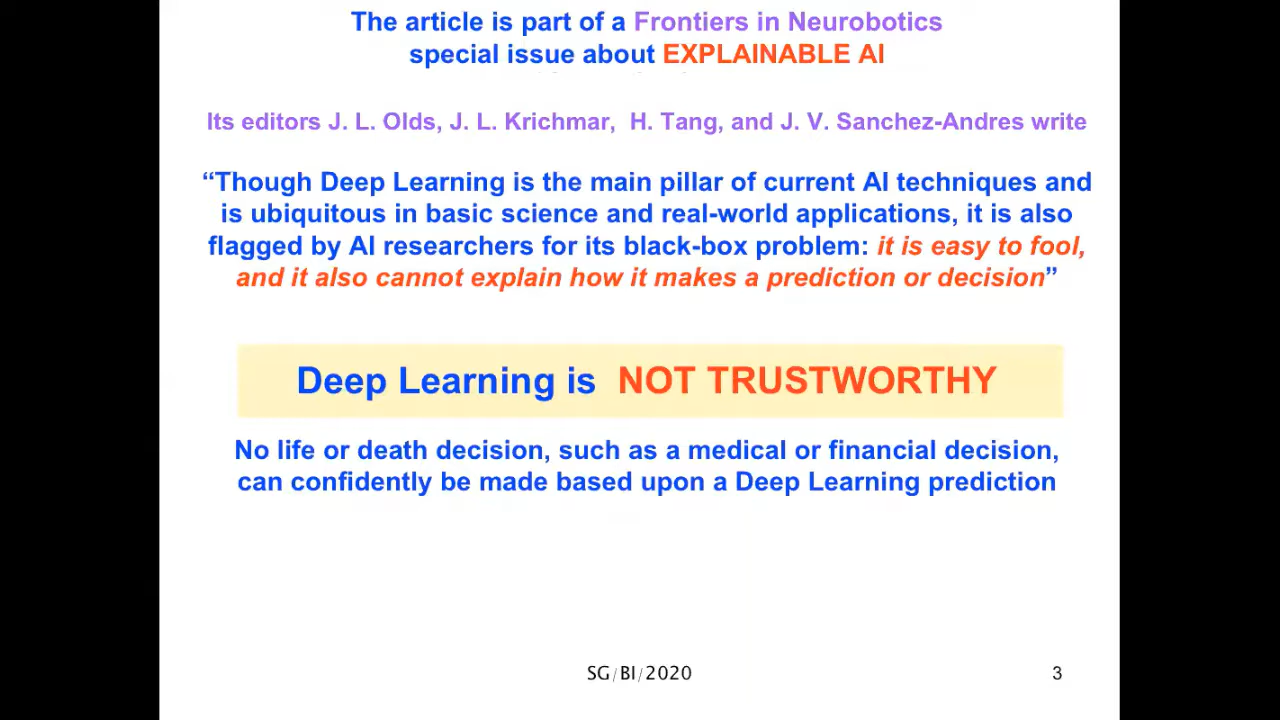 The article is part of a Frontiers in Neurobotics
special issue about EXPLAINABLE AI
Its editors J. L. Olds, J. L. Krichmar, H. Tang, and J. V. Sanchez-Andres write
“Though Deep Learning is the main pillar of current AI techniques and
is ubiquitous in basic science and real-world applications, it is also
flagged by AI researchers for its black-box problem: it is easy to fool,
and it also cannot explain how it makes a prediction or decision”
Deep Learning is NOT TRUSTWORTHY
No life or death decision, such as a medical or financial decision,
can confidently be made based upon a Deep Learning prediction
SG/BI/2020
3